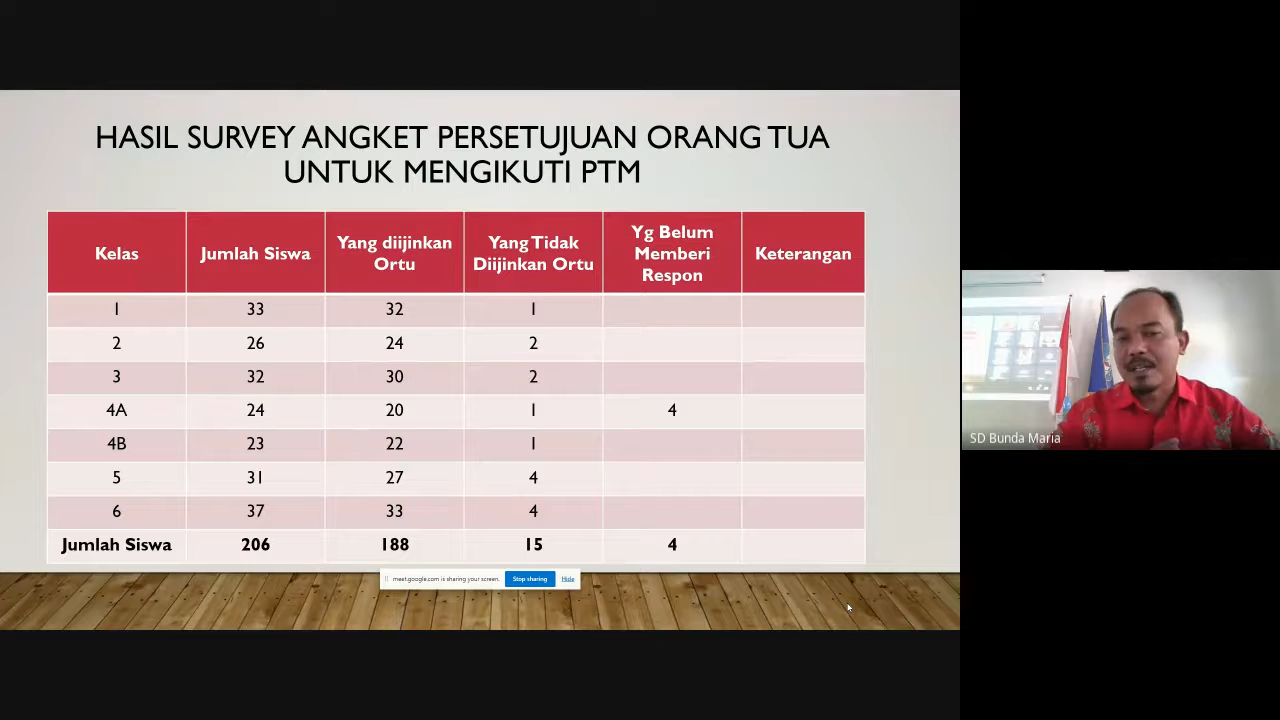 HASIL SURVEY ANGKET PERSETUJUAN ORANG TUA
UNTUK MENGIKUTI PTM
Kelas Jumlah Siswa Yang diijinkan Ortu Yang Tidak Diijinkan Ortu Yg Belum Memberi Respon Keterangan
1 33 32 1
2 26 24 2
3 32 30 2
4A 24 20 1 4
4B 23 22 1
5 31 27 4
6 37 33 4
Jumlah Siswa 206 188 15 4
meet.google.com is sharing your screen. Stop sharing Hide
SD Bunda Maria